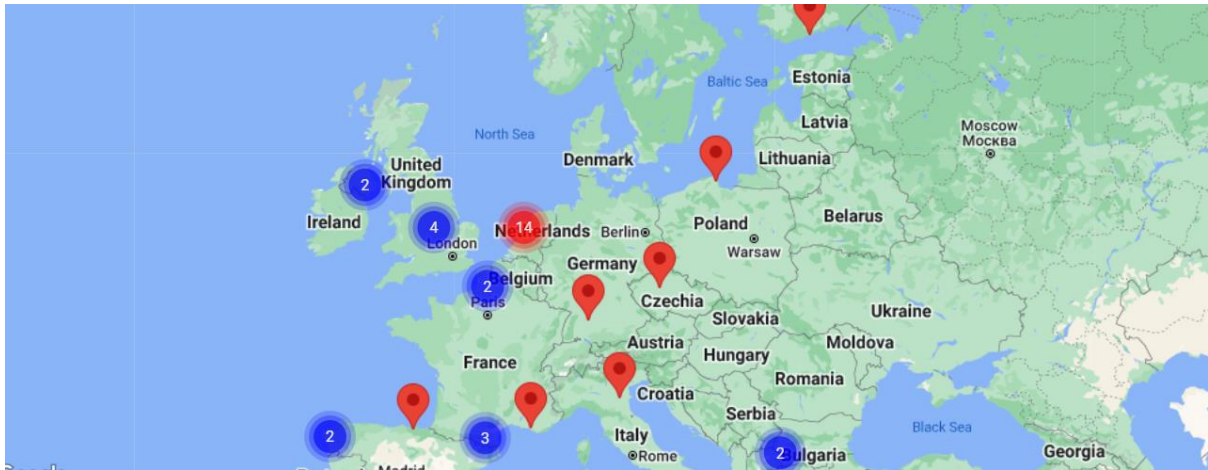 Estonia
Baltic Sea
Latvia
Moscow
Москва
North Sea
Denmark
Lithuania
United
Kingdom
2
Ireland
4
London
14
Netherlands
Berlin
Poland
Warsaw
Belarus
Germany
Belgium
2
Paris
Czechia
Slovakia
Ukraine
Austria
Hungary
Moldova
France
Romania
Croatia
Serbia
2
3
Italy
Rome
Black Sea
2
Bulgaria
Georgia
Madrid